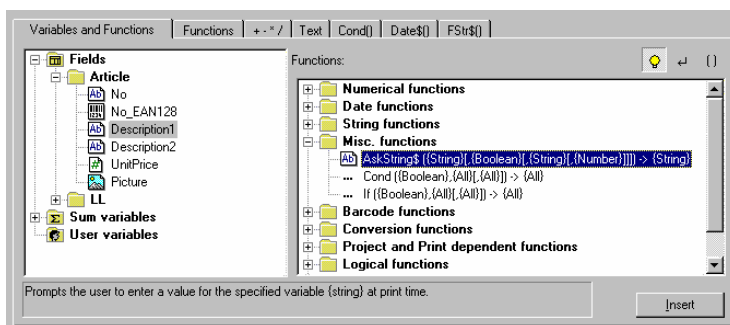 Variables and Functions
Functions
+ - * /
Text
Cond()
Date$()
FStr$()
Fields
Article
No
No_EAN128
Description1
Description2
UnitPrice
Picture
LL
Sum variables
User variables
Functions:
( )
Numerical functions
Date functions
String functions
Misc. functions
AskString$ ({String}[,{Boolean}[,{String}[,{Number}]]]) -> {String}
Cond ({Boolean},{All}[,{All}]) -> {All}
If ({Boolean},{All}[,{All}]) -> {All}
Barcode functions
Conversion functions
Project and Print dependent functions
Logical functions
Prompts the user to enter a value for the specified variable {string} at print time.
Insert